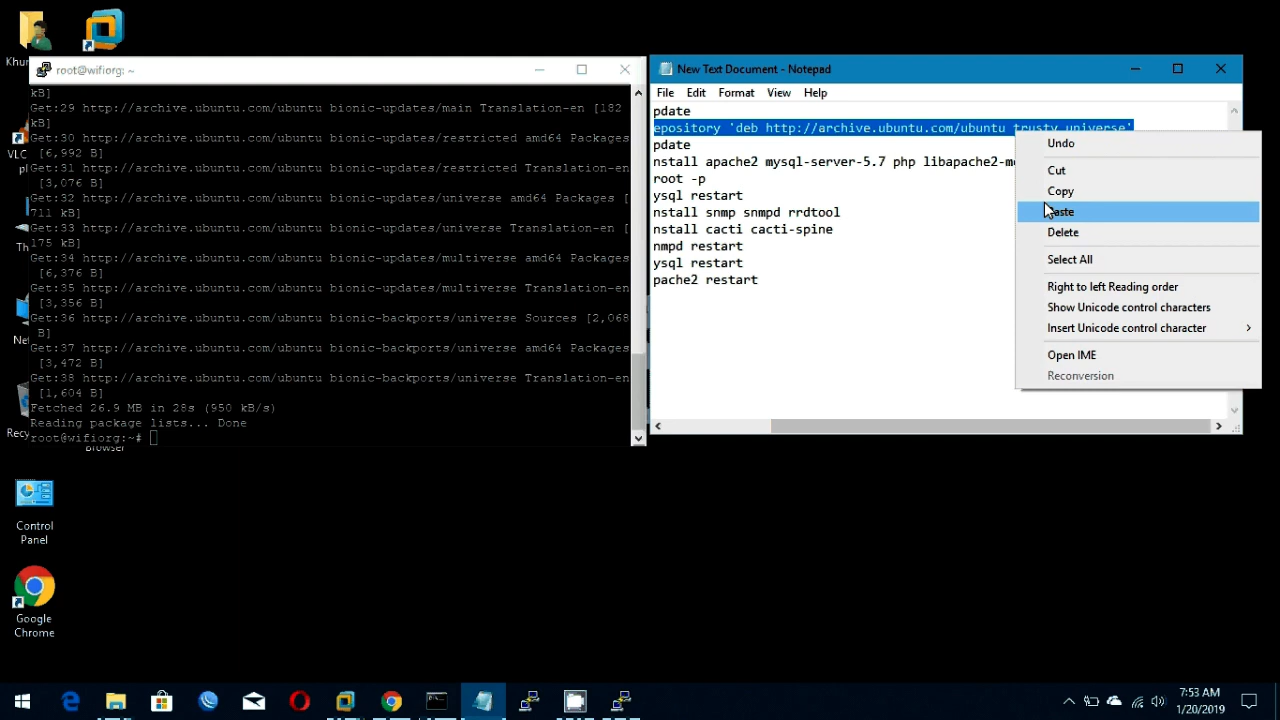 Khur
root@wifiorg: ~
kB]
Get:29 http://archive.ubuntu.com/ubuntu bionic-updates/main Translation-en [182
kB]
Get:30 http://archive.ubuntu.com/ubuntu bionic-updates/restricted amd64 Packages
[6,992 B]
Get:31 http://archive.ubuntu.com/ubuntu bionic-updates/restricted Translation-en
[3,076 B]
Get:32 http://archive.ubuntu.com/ubuntu bionic-updates/universe amd64 Packages [
711 kB]
Get:33 http://archive.ubuntu.com/ubuntu bionic-updates/universe Translation-en [
175 kB]
Get:34 http://archive.ubuntu.com/ubuntu bionic-updates/multiverse amd64 Packages
[6,376 B]
Get:35 http://archive.ubuntu.com/ubuntu bionic-updates/multiverse Translation-en
[3,356 B]
Get:36 http://archive.ubuntu.com/ubuntu bionic-backports/universe Sources [2,068
B]
Get:37 http://archive.ubuntu.com/ubuntu bionic-backports/universe amd64 Packages
[3,472 B]
Get:38 http://archive.ubuntu.com/ubuntu bionic-backports/universe Translation-en
[1,604 B]
Fetched 26.9 MB in 28s (950 kB/s)
Reading package lists... Done
root@wifiorg:~#
New Text Document - Notepad
File Edit Format View Help
pdate
epository 'deb http://archive.ubuntu.com/ubuntu trusty universe'
pdate
nstall apache2 mysql-server-5.7 php libapache2-mo
root -p
ysql restart
nstall snmp snmpd rrdtool
nstall cacti cacti-spine
nmpd restart
ysql restart
pache2 restart
Undo
Cut
Copy
Paste
Delete
Select All
Right to left Reading order
Show Unicode control characters
Insert Unicode control character
Open IME
Reconversion
VLC
pl
Th
Net
Recy
Browser
Control
Panel
Google
Chrome
7:53 AM
1/20/2019